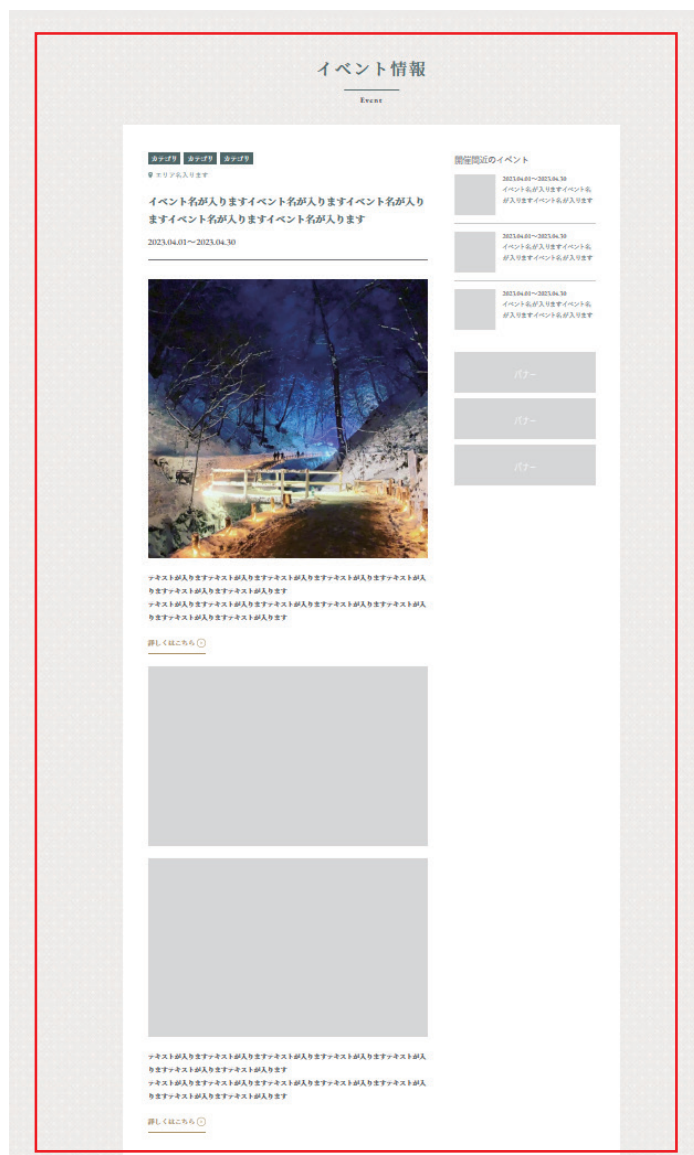 イベント情報
Event
カテゴリ カテゴリ カテゴリ
エリア名入ります
イベント名が入りますイベント名が入りますイベント名が入り
ますイベント名が入りますイベント名が入ります
2023.04.01〜2023.04.30
テキストが入りますテキストが入りますテキストが入りますテキストが入りますテキストが入
りますテキストが入りますテキストが入ります
テキストが入りますテキストが入りますテキストが入りますテキストが入りますテキストが入
りますテキストが入りますテキストが入ります
詳しくはこちら
テキストが入りますテキストが入りますテキストが入りますテキストが入りますテキストが入
りますテキストが入りますテキストが入ります
テキストが入りますテキストが入りますテキストが入りますテキストが入りますテキストが入
りますテキストが入りますテキストが入ります
詳しくはこちら
開催間近のイベント
2023.04.01〜2023.04.30
イベント名が入りますイベント名
が入りますイベント名が入ります
2023.04.01〜2023.04.30
イベント名が入りますイベント名
が入りますイベント名が入ります
2023.04.01〜2023.04.30
イベント名が入りますイベント名
が入りますイベント名が入ります
バナー
バナー
バナー